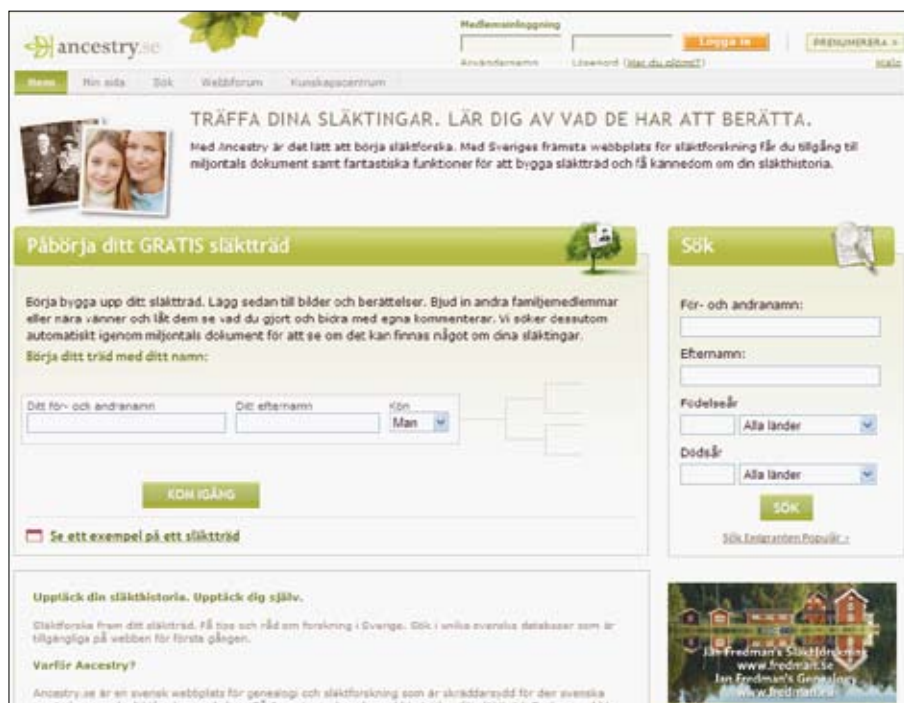 ancestry.se
Medlemsinloggning
Logga in
PRENUMERERA »
Användarnamn Lösenord (Har du glömt?) Hjälp
Hem Min sida Sök Webbforum Kunskapscentrum
TRÄFFA DINA SLÄKTINGAR. LÄR DIG AV VAD DE HAR ATT BERÄTTA.
Med Ancestry är det lätt att börja släktforska. Med Sveriges främsta webbplats för släktforskning får du tillgång till
miljontals dokument samt fantastiska funktioner för att bygga släktträd och få kännedom om din släkthistoria.
Påbörja ditt GRATIS släktträd
Börja bygga upp ditt släktträd. Lägg sedan till bilder och berättelser. Bjud in andra familjemedlemmar
eller nära vänner och låt dem se vad du gjort och bidra med egna kommentarer. Vi söker dessutom
automatiskt igenom miljontals dokument för att se om det kan finnas något om dina släktingar.
Börja ditt träd med ditt namn:
Ditt för- och andranamn Ditt efternamn Kön
Man
KOM IGÅNG
Se ett exempel på ett släktträd
Sök
För- och andranamn:
Efternamn:
Födelseår
Alla länder
Dödsår
Alla länder
SÖK
Sök Emigranten Populär »
Upptäck din släkthistoria. Upptäck dig själv.
Släktforska fram ditt släktträd. Få tips och råd om forskning i Sverige. Sök i unika svenska databaser som är
tillgängliga på webben för första gången.
Varför Ancestry?
Ancestry.se är en svensk webbplats för genealogi och släktforskning som är skräddarsydd för den svenska
Jan Fredman's Släktforskning
www.fredman.se
Jan Fredman's Genealogy
www.fredman.eu